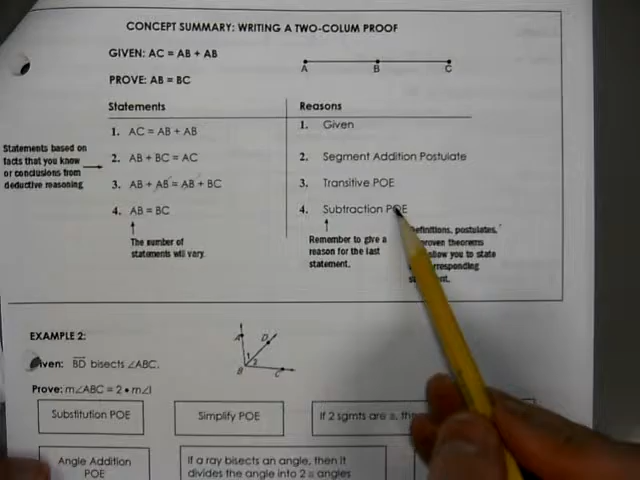 CONCEPT SUMMARY: WRITING A TWO-COLUM PROOF
GIVEN: AC = AB + AB
PROVE: AB = BC
A B C
Statements
Reasons
1. AC = AB + AB
1. Given
2. AB + BC = AC
2. Segment Addition Postulate
3. AB + AB = AB + BC
3. Transitive POE
4. AB = BC
4. Subtraction POE
Statements based on
facts that you know
or conclusions from
deductive reasoning
The number of
statements will vary.
Remember to give a
reason for the last
statement.
Definitions, postulates,
proven theorems
allow you to state
corresponding
EXAMPLE 2:
Given: BD bisects ∠ABC.
Prove: m∠ABC = 2 • m∠1
A D
1 2
B C
Substitution POE
Simplify POE
If 2 sgmts are ≅,
Angle Addition
POE
If a ray bisects an angle, then it
divides the angle into 2 ≅ angles